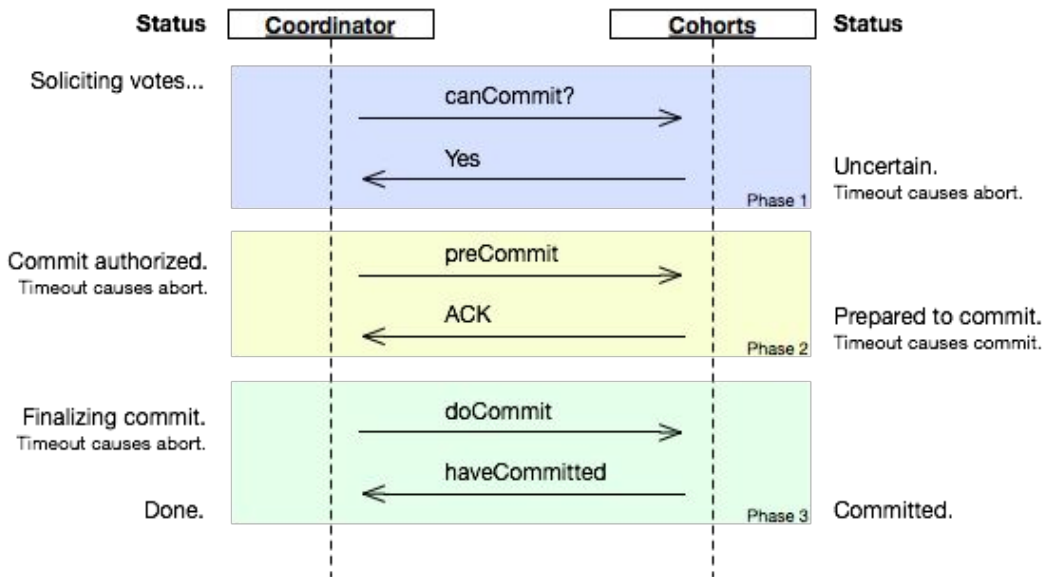 Status
Coordinator
Cohorts
Status
Soliciting votes...
canCommit?
Yes
Uncertain.
Timeout causes abort.
Phase 1
Commit authorized.
Timeout causes abort.
preCommit
ACK
Prepared to commit.
Timeout causes commit.
Phase 2
Finalizing commit.
Timeout causes abort.
doCommit
haveCommitted
Done.
Phase 3
Committed.